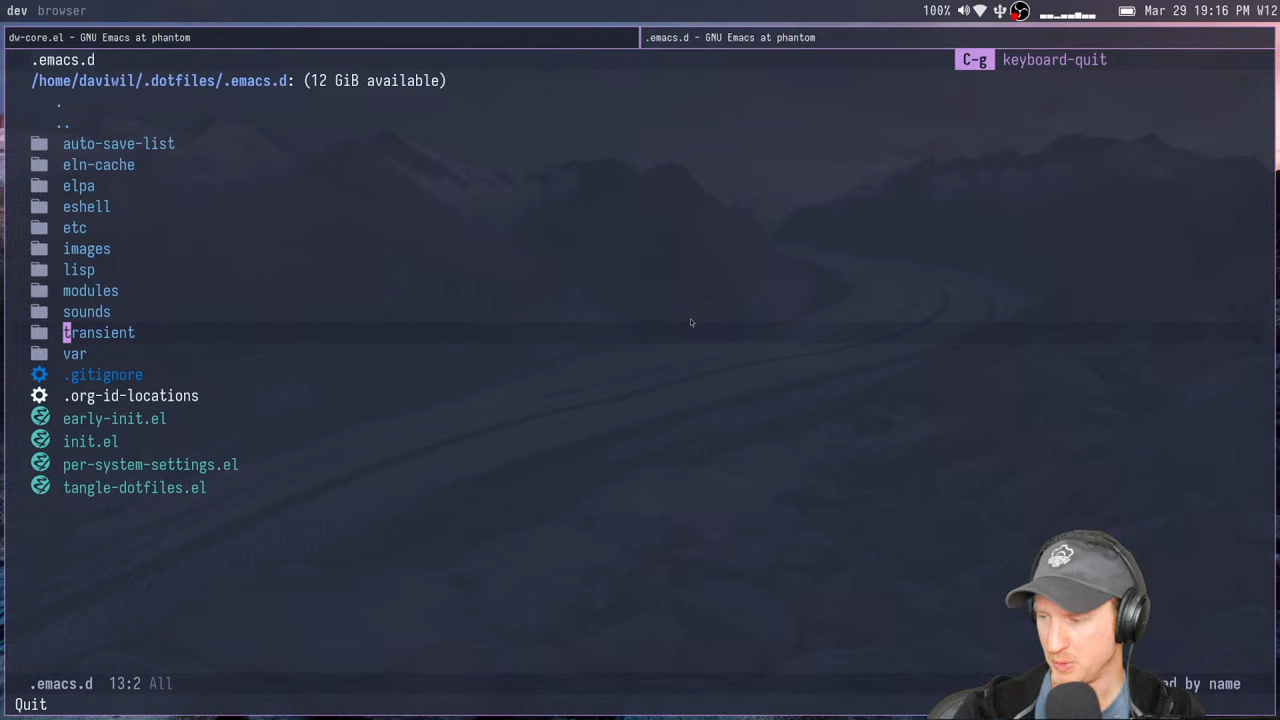 dev browser 100% Mar 29 19:16 PM W12
dw-core.el - GNU Emacs at phantom
.emacs.d - GNU Emacs at phantom
.emacs.d
C-g keyboard-quit
/home/daviwil/.dotfiles/.emacs.d: (12 GiB available)
.
..
auto-save-list
eln-cache
elpa
eshell
etc
images
lisp
modules
sounds
transient
var
.gitignore
.org-id-locations
early-init.el
init.el
per-system-settings.el
tangle-dotfiles.el
.emacs.d 13:2 All
by name
Quit